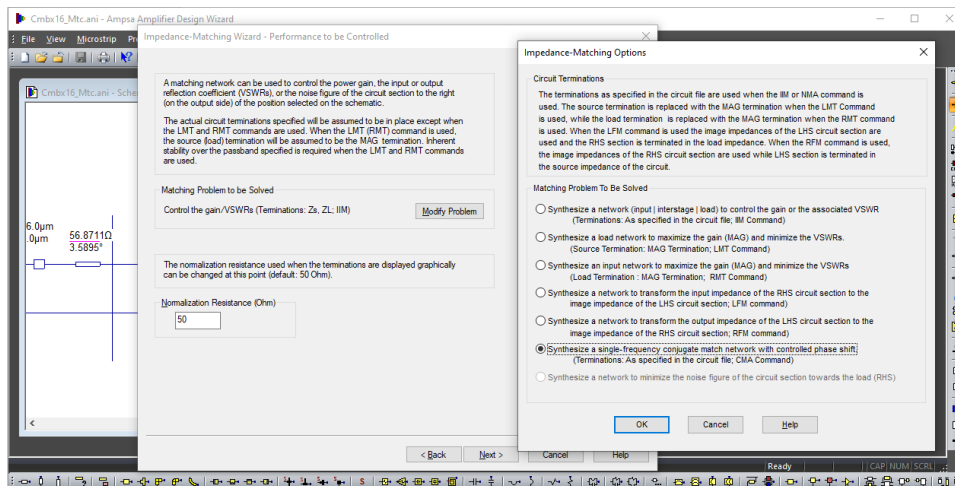 Cmbx16_Mtc.ani - Ampsa Amplifier Design Wizard
File View Microstrip
Cmbx16_Mtc.ani - Sche
6.0µm
.0µm
56.8711Ω
3.5895°
Impedance-Matching Wizard - Performance to be Controlled
A matching network can be used to control the power gain, the input or output
reflection coefficient (VSWRs), or the noise figure of the circuit section to the right
(on the output side) of the position selected on the schematic.
The actual circuit terminations specified will be assumed to be in place except when
the LMT and RMT commands are used. When the LMT (RMT) command is used,
the source (load) termination will be assumed to be the MAG termination. Inherent
stability over the passband specified is required when the LMT and RMT commands
are used.
Matching Problem to be Solved
Control the gain/VSWRs (Terminations: Zs, ZL; IIM)
Modify Problem
The normalization resistance used when the terminations are displayed graphically
can be changed at this point (default: 50 Ohm).
Normalization Resistance (Ohm)
50
< Back Next > Cancel Help
Impedance-Matching Options
Circuit Terminations
The terminations as specified in the circuit file are used when the IIM or NMA command is
used. The source termination is replaced with the MAG termination when the LMT Command
is used, while the load termination is replaced with the MAG termination when the RMT command
is used. When the LFM command is used the image impedances of the LHS circuit section are
used and the RHS section is terminated in the load impedance. When the RFM command is used,
the image impedances of the RHS circuit section are used while LHS section is terminated in
the source impedance of the circuit.
Matching Problem To Be Solved
Synthesize a network (input | interstage | load) to control the gain or the associated VSWR
(Terminations: As specified in the circuit file; IIM Command)
Synthesize a load network to maximize the gain (MAG) and minimize the VSWRs.
(Source Termination: MAG Termination; LMT Command)
Synthesize an input network to maximize the gain (MAG) and minimize the VSWRs
(Load Termination : MAG Termination; RMT Command)
Synthesize a network to transform the input impedance of the RHS circuit section to the
image impedance of the LHS circuit section; LFM command)
Synthesize a network to transform the output impedance of the LHS circuit section to the
image impedance of the RHS circuit section; RFM command)
Synthesize a single-frequency conjugate match network with controlled phase shift.
(Terminations: As specified in the circuit file; CMA Command)
Synthesize a network to minimize the noise figure of the circuit section towards the load (RHS)
OK Cancel Help
Ready CAP NUM SCRL